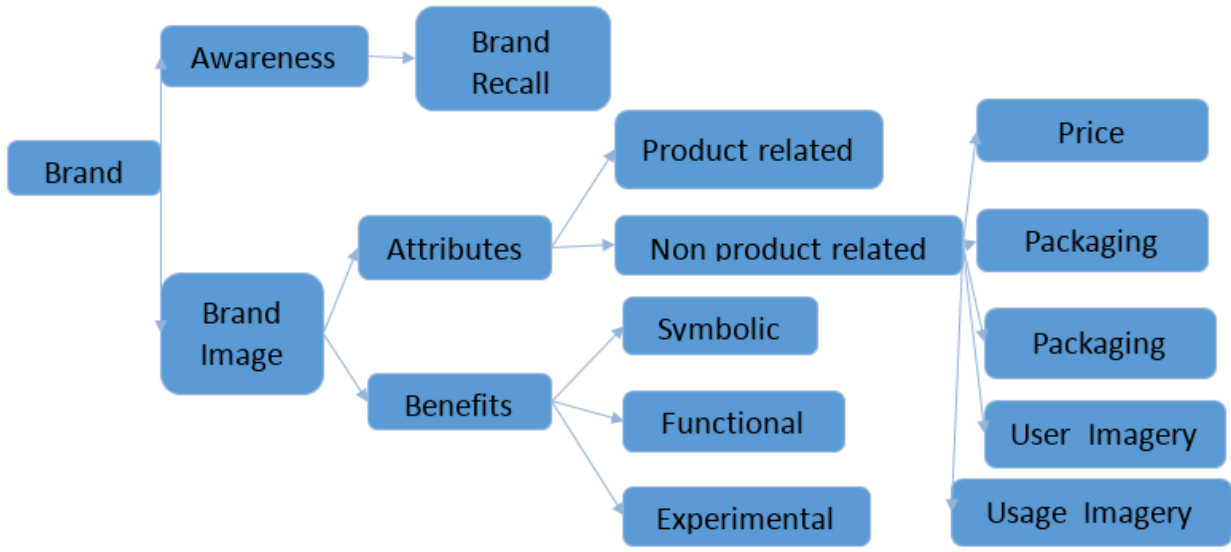 Brand
Awareness
Brand
Recall
Brand
Image
Attributes
Benefits
Product related
Non product related
Symbolic
Functional
Experimental
Price
Packaging
Packaging
User Imagery
Usage Imagery